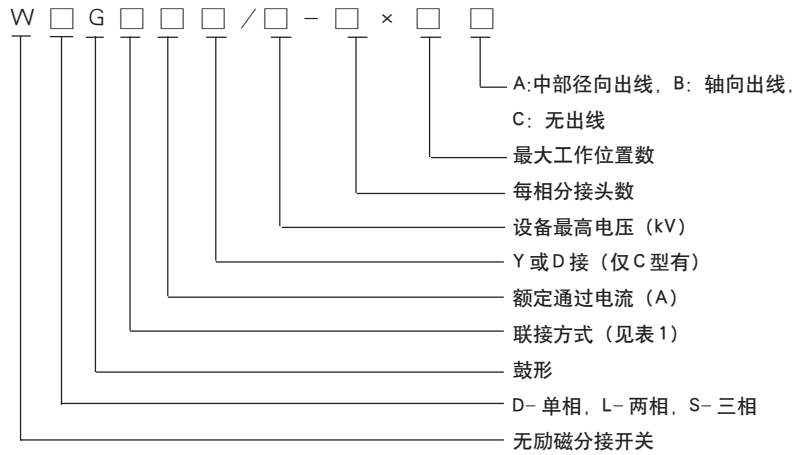 W□G□□□/□-□×□□
A:中部径向出线, B: 轴向出线,
C: 无出线
最大工作位置数
每相分接头数
设备最高电压（kV）
Y或D接（仅C型有）
额定通过电流（A）
联接方式（见表1）
鼓形
D-单相, L-两相, S-三相
无励磁分接开关